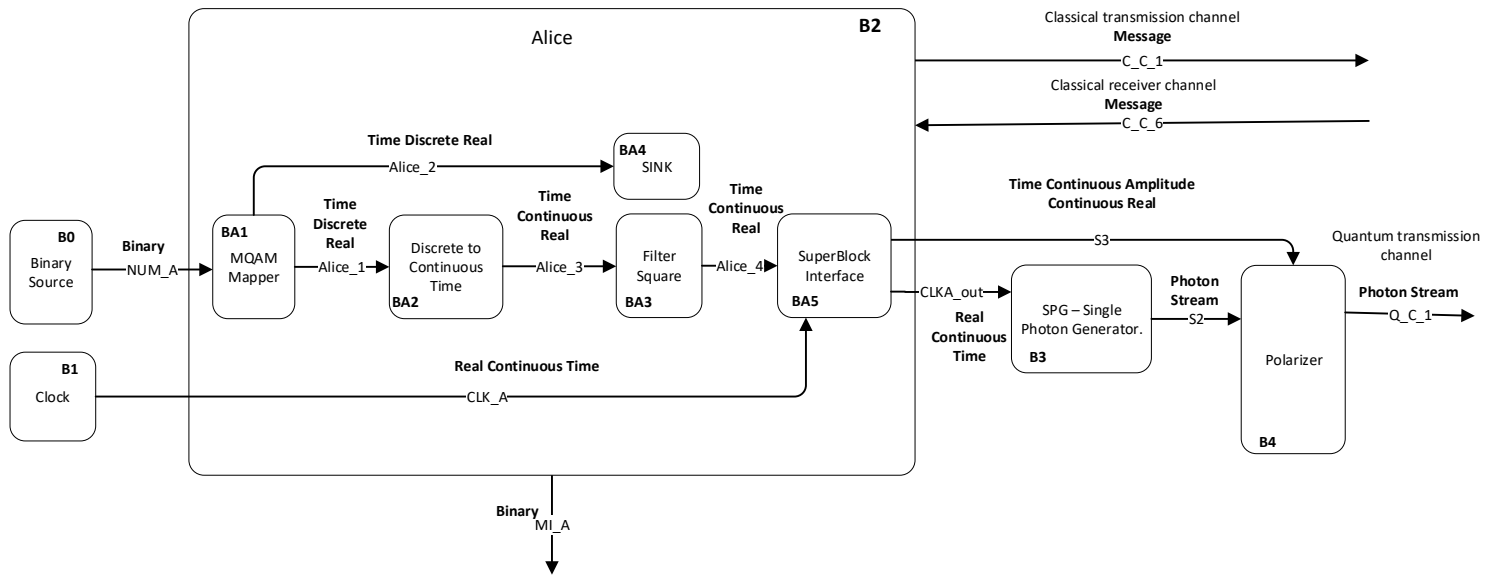 B2
Alice
Classical transmission channel
Message
C_C_1
Classical receiver channel
Message
C_C_6
Time Discrete Real
Alice_2
BA4
SINK
B0
Binary
Source
Binary
NUM_A
BA1
MQAM
Mapper
Time
Discrete
Real
Alice_1
Discrete to
Continuous
Time
BA2
Time
Continuous
Real
Alice_3
Filter
Square
BA3
Time
Continuous
Real
Alice_4
SuperBlock
Interface
BA5
Time Continuous Amplitude
Continuous Real
S3
CLKA_out
Real
Continuous
Time
SPG – Single
Photon Generator.
B3
Photon
Stream
S2
Polarizer
B4
Quantum transmission
channel
Photon Stream
Q_C_1
B1
Clock
Real Continuous Time
CLK_A
Binary
MI_A